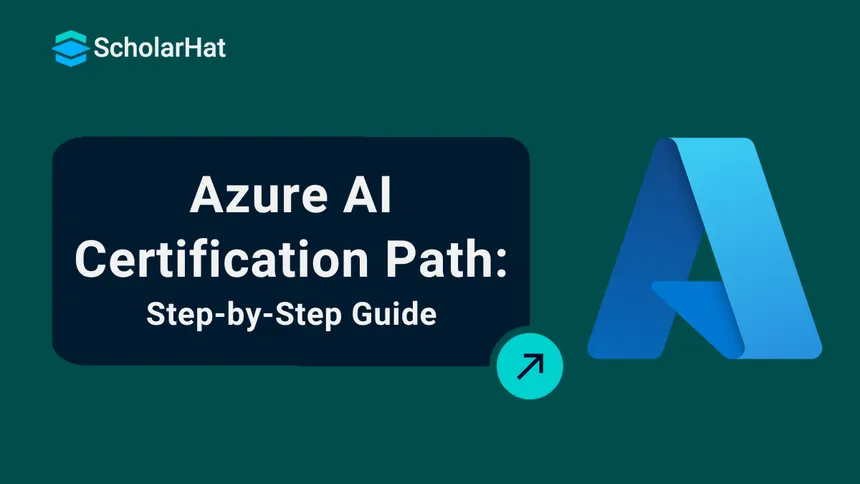 ScholarHat
Azure AI
Certification Path:
Step-by-Step Guide